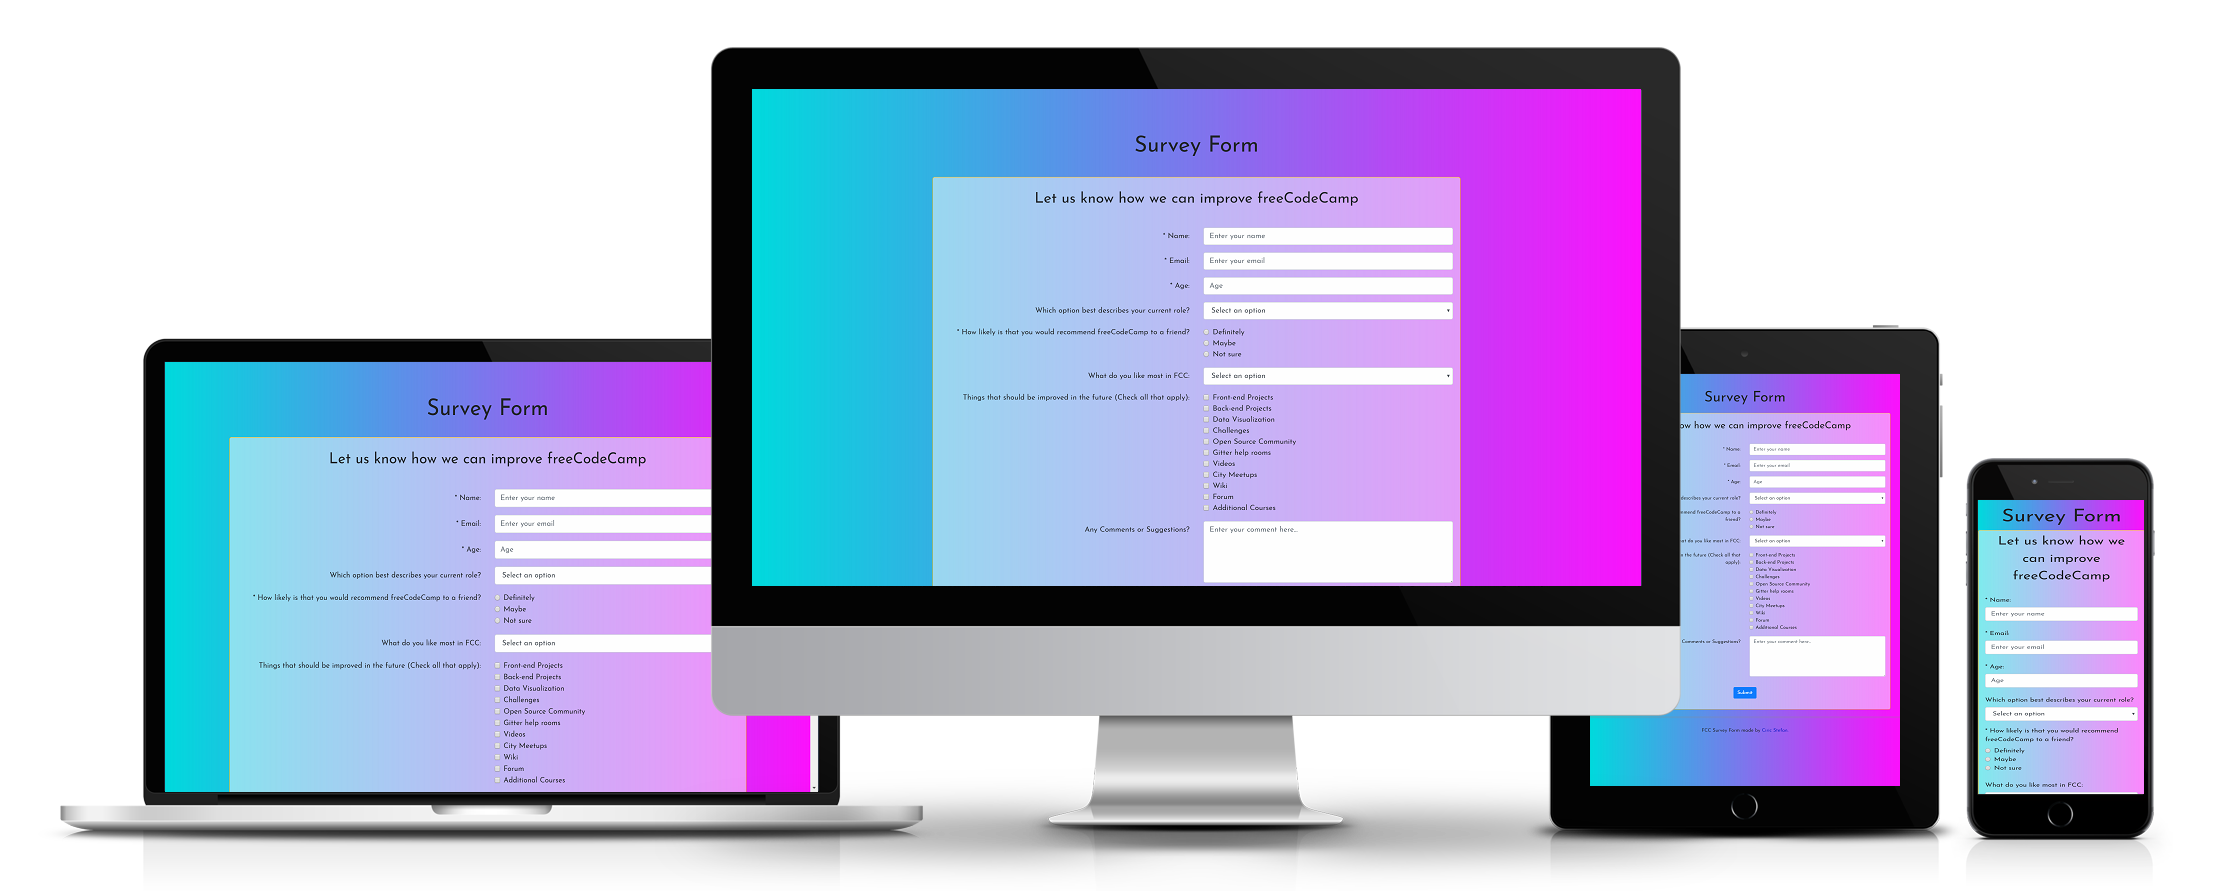 Survey Form
Let us know how we can improve freeCodeCamp
* Name:
Enter your name
* Email:
Enter your email
* Age:
Age
Which option best describes your current role?
Select an option
* How likely is that you would recommend freeCodeCamp to a friend?
Definitely
Maybe
Not sure
What do you like most in FCC:
Select an option
Things that should be improved in the future (Check all that apply):
Front-end Projects
Back-end Projects
Data Visualization
Challenges
Open Source Community
Gitter help rooms
Videos
City Meetups
Wiki
Forum
Additional Courses
Any Comments or Suggestions?
Enter your comment here...
Survey Form
Let us know how we can improve freeCodeCamp
* Name:
Enter your name
* Email:
Enter your email
* Age:
Age
Which option best describes your current role?
Select an option
* How likely is that you would recommend freeCodeCamp to a friend?
Definitely
Maybe
Not sure
What do you like most in FCC:
Select an option
Things that should be improved in the future (Check all that apply):
Front-end Projects
Back-end Projects
Data Visualization
Challenges
Open Source Community
Gitter help rooms
Videos
City Meetups
Wiki
Forum
Additional Courses
Survey Form
how we can improve freeCodeCamp
* Name:
Enter your name
* Email:
Enter your email
* Age:
Age
describes your current role?
Select an option
freeCodeCamp to a
friend?
Definitely
Maybe
Not sure
do you like most in FCC:
Select an option
in the future (Check all that
apply):
Front-end Projects
Back-end Projects
Data Visualization
Challenges
Open Source Community
Gitter help rooms
Videos
City Meetups
Wiki
Forum
Additional Courses
Comments or Suggestions?
Enter your comment here...
Submit
FCC Survey Form made by
Survey Form
Let us know how we
can improve
freeCodeCamp
* Name:
Enter your name
* Email:
Enter your email
* Age:
Age
Which option best describes your current role?
Select an option
* How likely is that you would recommend
freeCodeCamp to a friend?
Definitely
Maybe
Not sure
What do you like most in FCC: